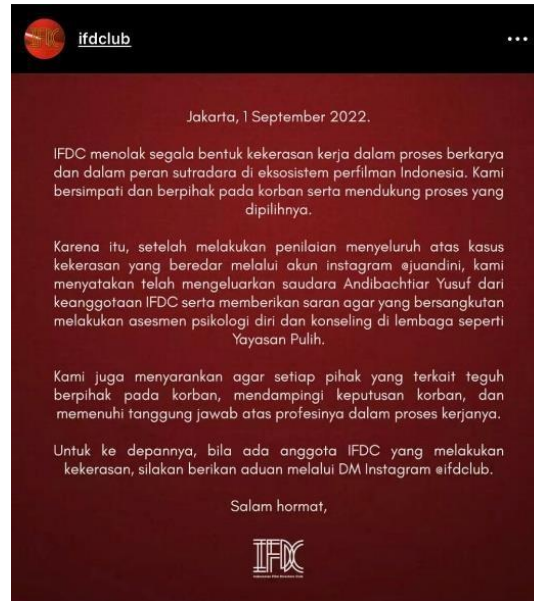 ifdclub
Jakarta, 1 September 2022.
IFDC menolak segala bentuk kekerasan kerja dalam proses berkarya
dan dalam peran sutradara di eksosistem perfilman Indonesia. Kami
bersimpati dan berpihak pada korban serta mendukung proses yang
dipilihnya.
Karena itu, setelah melakukan penilaian menyeluruh atas kasus
kekerasan yang beredar melalui akun instagram @juandini, kami
menyatakan telah mengeluarkan saudara Andibachtiar Yusuf dari
keanggotaan IFDC serta memberikan saran agar yang bersangkutan
melakukan asesmen psikologi diri dan konseling di lembaga seperti
Yayasan Pulih.
Kami juga menyarankan agar setiap pihak yang terkait teguh
berpihak pada korban, mendampingi keputusan korban, dan
memenuhi tanggung jawab atas profesinya dalam proses kerjanya.
Untuk ke depannya, bila ada anggota IFDC yang melakukan
kekerasan, silakan berikan aduan melalui DM Instagram @ifdclub.
Salam hormat,
IFDC
Indonesian Film Directors Club